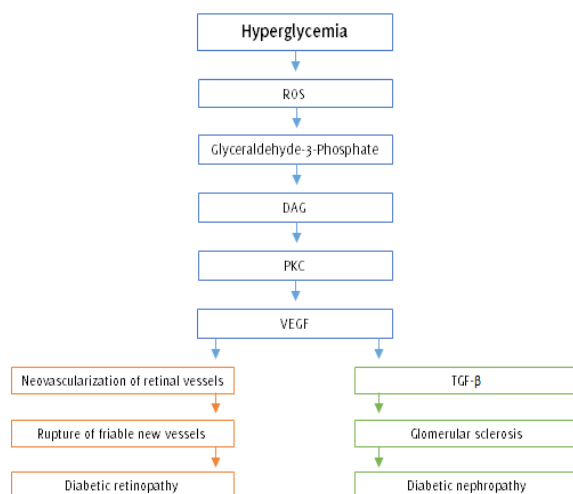 Hyperglycemia
ROS
Glyceraldehyde-3-Phosphate
DAG
PKC
VEGF
Neovascularization of retinal vessels
TGF-β
Rupture of friable new vessels
Glomerular sclerosis
Diabetic retinopathy
Diabetic nephropathy